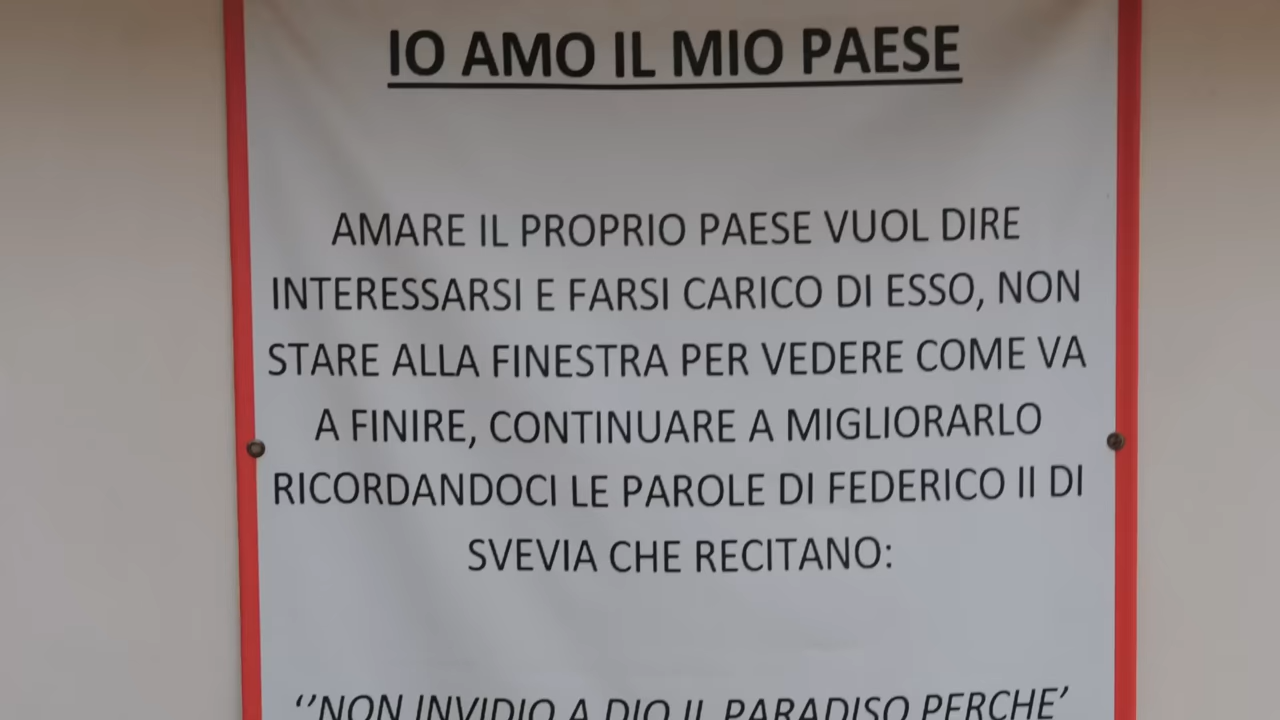 IO AMO IL MIO PAESE
AMARE IL PROPRIO PAESE VUOL DIRE
INTERESSARSI E FARSI CARICO DI ESSO, NON
STARE ALLA FINESTRA PER VEDERE COME VA
A FINIRE, CONTINUARE A MIGLIORARLO
RICORDANDOCI LE PAROLE DI FEDERICO II DI
SVEVIA CHE RECITANO:
‘’NON INVIDIO A DIO IL PARADISO PERCHE’